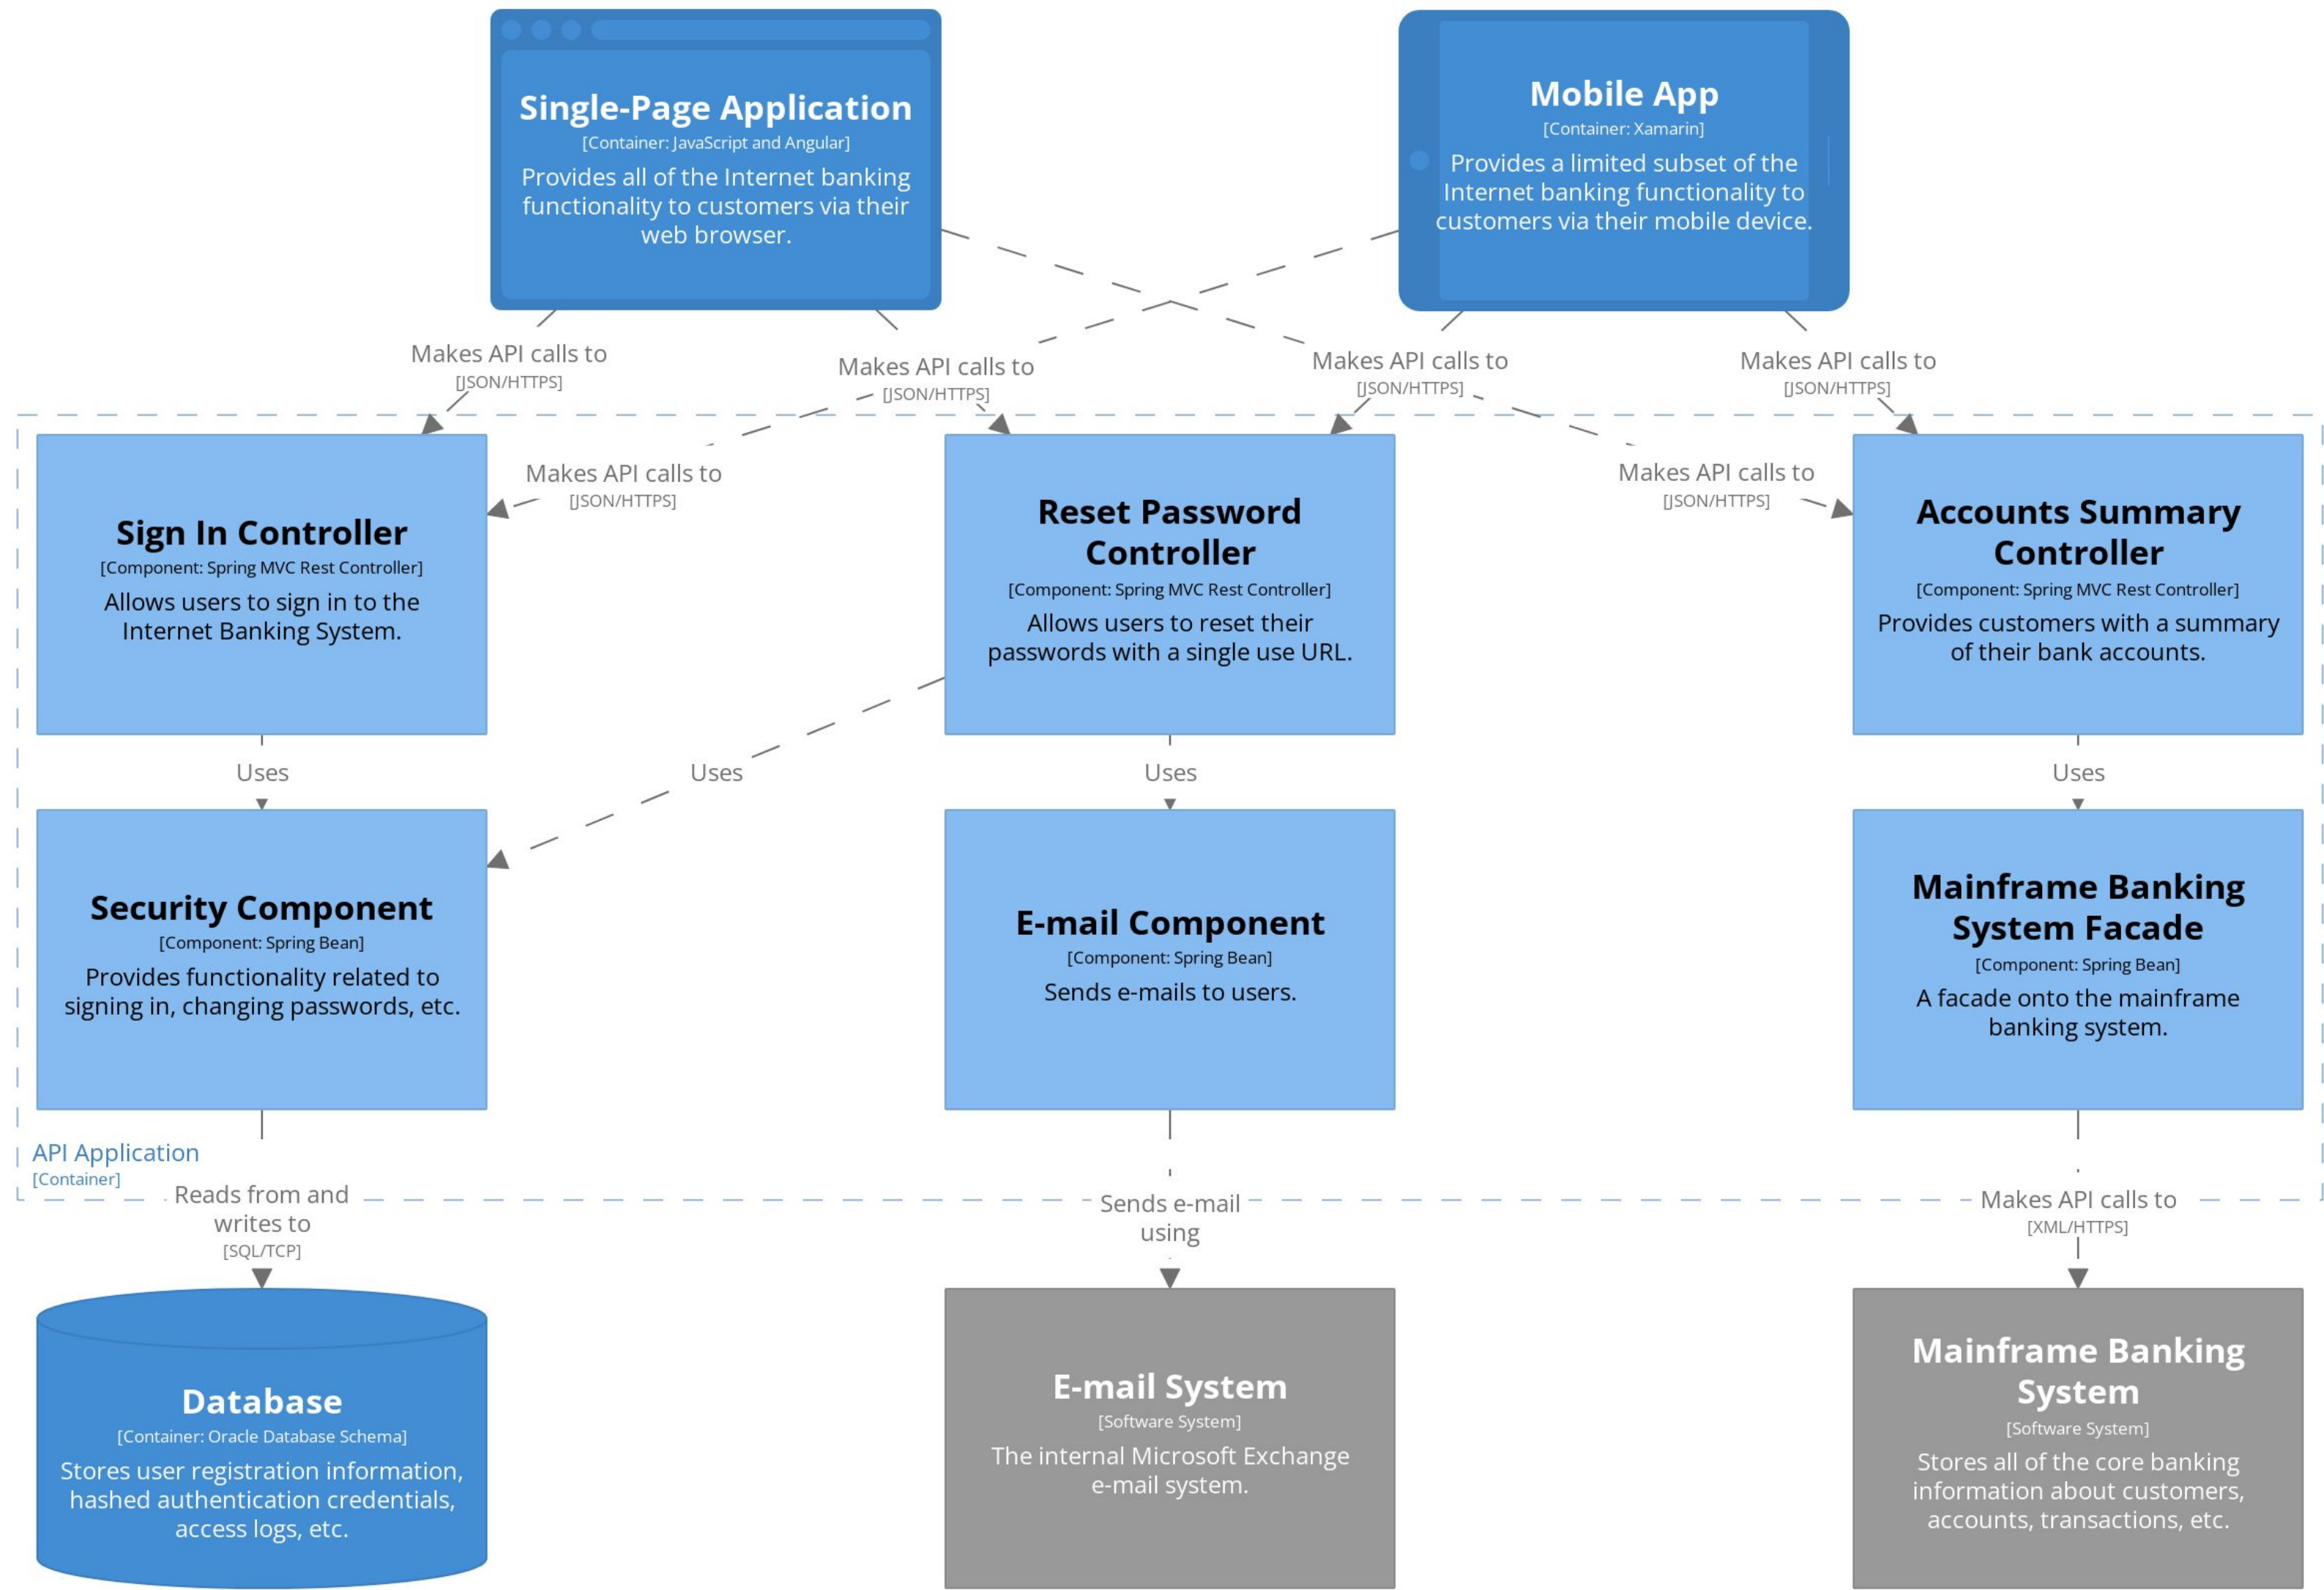 Single-Page Application
[Container: JavaScript and Angular]
Provides all of the Internet banking
functionality to customers via their
web browser.
Mobile App
[Container: Xamarin]
Provides a limited subset of the
Internet banking functionality to
customers via their mobile device.
Makes API calls to
[JSON/HTTPS]
Makes API calls to
[JSON/HTTPS]
Makes API calls to
[JSON/HTTPS]
Makes API calls to
[JSON/HTTPS]
Makes API calls to
[JSON/HTTPS]
Makes API calls to
[JSON/HTTPS]
Sign In Controller
[Component: Spring MVC Rest Controller]
Allows users to sign in to the
Internet Banking System.
Reset Password
Controller
[Component: Spring MVC Rest Controller]
Allows users to reset their
passwords with a single use URL.
Accounts Summary
Controller
[Component: Spring MVC Rest Controller]
Provides customers with a summary
of their bank accounts.
Uses
Uses
Uses
Uses
Security Component
[Component: Spring Bean]
Provides functionality related to
signing in, changing passwords, etc.
E-mail Component
[Component: Spring Bean]
Sends e-mails to users.
Mainframe Banking
System Facade
[Component: Spring Bean]
A facade onto the mainframe
banking system.
API Application
[Container]
Reads from and
writes to
[SQL/TCP]
Sends e-mail
using
Makes API calls to
[XML/HTTPS]
Database
[Container: Oracle Database Schema]
Stores user registration information,
hashed authentication credentials,
access logs, etc.
E-mail System
[Software System]
The internal Microsoft Exchange
e-mail system.
Mainframe Banking
System
[Software System]
Stores all of the core banking
information about customers,
accounts, transactions, etc.